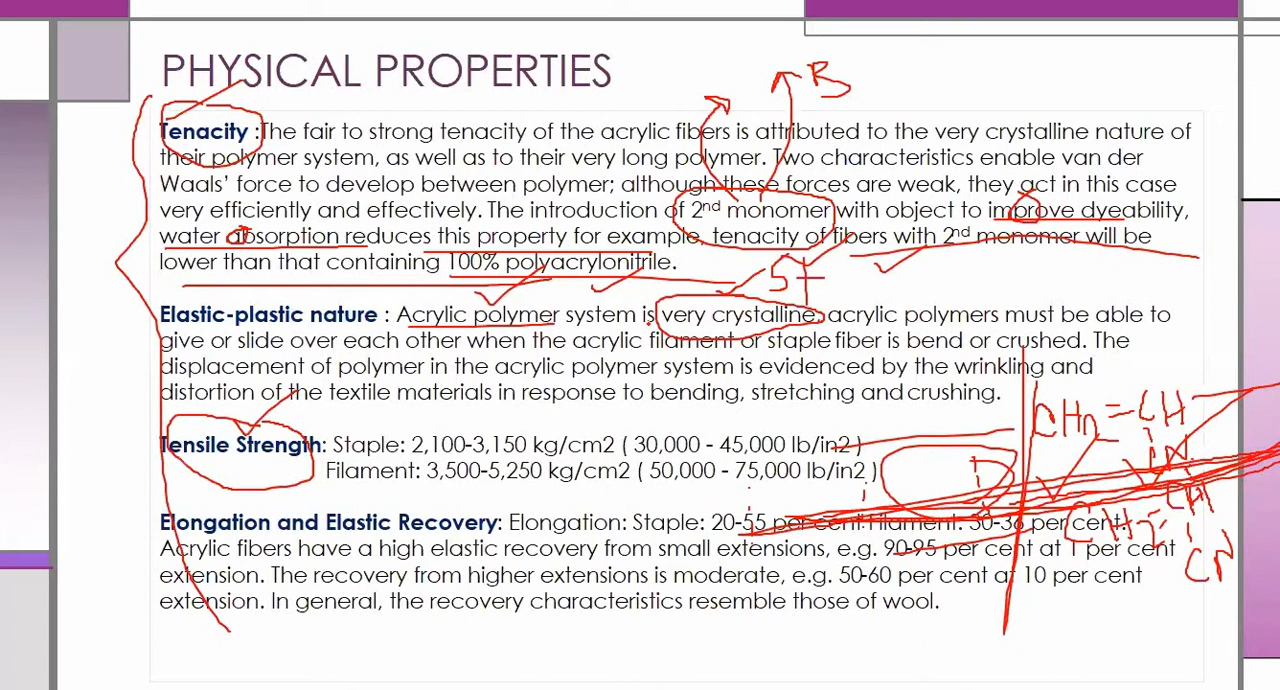 PHYSICAL PROPERTIES
B
Tenacity :The fair to strong tenacity of the acrylic fibers is attributed to the very crystalline nature of
their polymer system, as well as to their very long polymer. Two characteristics enable van der
Waals' force to develop between polymer; although these forces are weak, they act in this case
very efficiently and effectively. The introduction of 2nd monomer with object to improve dyeability,
water absorption reduces this property for example, tenacity of fibers with 2nd monomer will be
lower than that containing 100% polyacrylonitrile.
St
Elastic-plastic nature : Acrylic polymer system is very crystalline, acrylic polymers must be able to
give or slide over each other when the acrylic filament or staple fiber is bend or crushed. The
displacement of polymer in the acrylic polymer system is evidenced by the wrinkling and
distortion of the textile materials in response to bending, stretching and crushing.
CH2=CH
CN
Tensile Strength: Staple: 2,100-3,150 kg/cm2 ( 30,000 - 45,000 lb/in2 )
Filament: 3,500-5,250 kg/cm2 ( 50,000 - 75,000 lb/in2 )
CH2=CH
CN
Elongation and Elastic Recovery: Elongation: Staple: 20-55 per cent. Filament: 30-36 per cent.
Acrylic fibers have a high elastic recovery from small extensions, e.g. 90-95 per cent at 1 per cent
extension. The recovery from higher extensions is moderate, e.g. 50-60 per cent at 10 per cent
extension. In general, the recovery characteristics resemble those of wool.